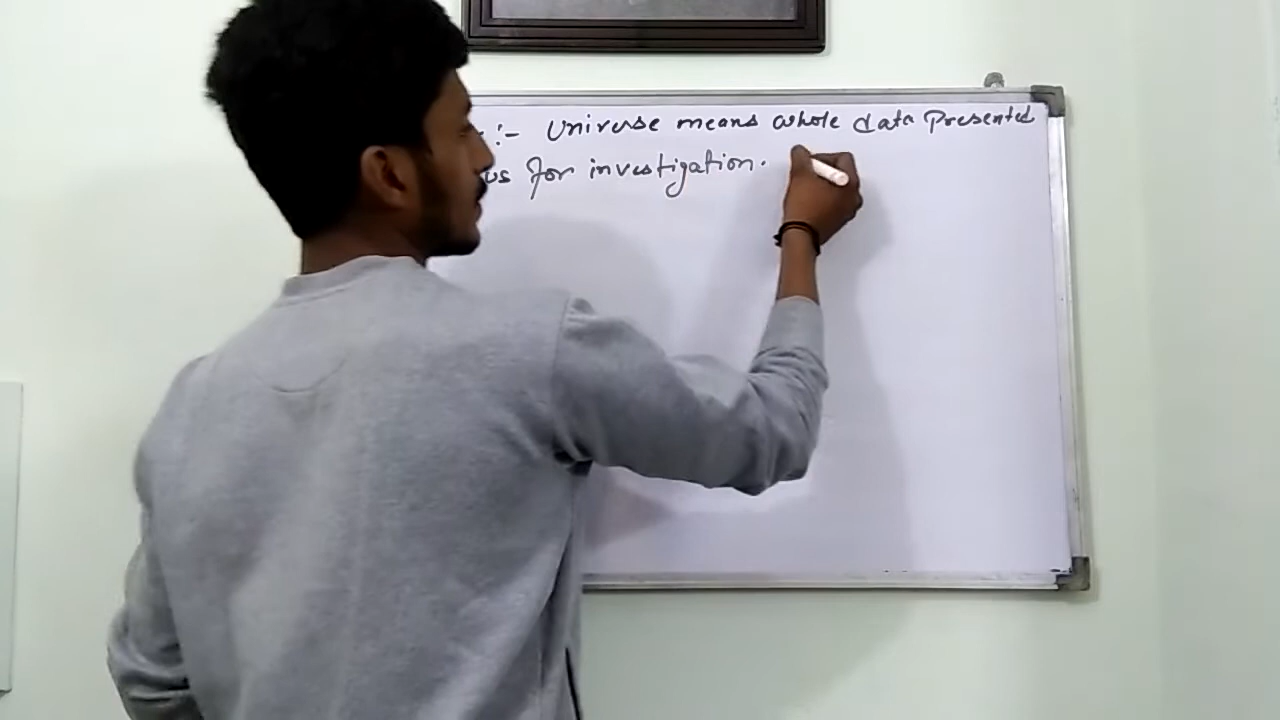 :- Universe means whole data Presented
us for investigation.